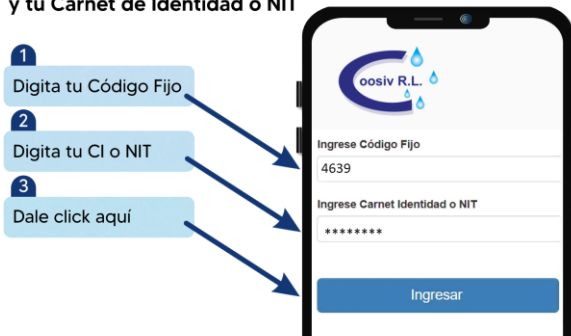 y tu Carnet de Identidad o NIT
1
Digita tu Código Fijo
2
Digita tu CI o NIT
3
Dale click aquí
Coosiv R.L.
Ingrese Código Fijo
4639
Ingrese Carnet Identidad o NIT
********
Ingresar